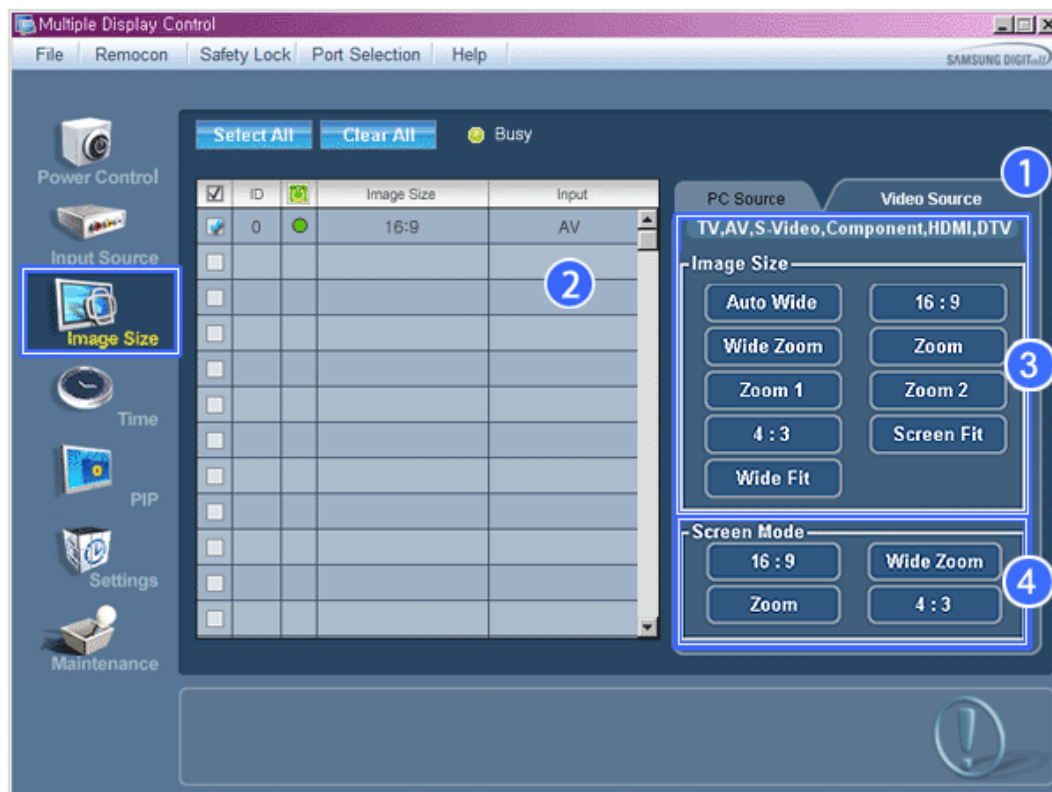 Multiple Display Control
File Remocon Safety Lock Port Selection Help
SAMSUNG DIGITall
Select All Clear All Busy
Power Control
Input Source
Image Size
Time
PIP
Settings
Maintenance
ID Image Size Input
0 16:9 AV
2
1
PC Source Video Source
TV,AV,S-Video,Component,HDMI,DTV
Image Size
Auto Wide 16 : 9
Wide Zoom Zoom
3
Zoom 1 Zoom 2
4 : 3 Screen Fit
Wide Fit
Screen Mode
16 : 9 Wide Zoom
4
Zoom 4 : 3